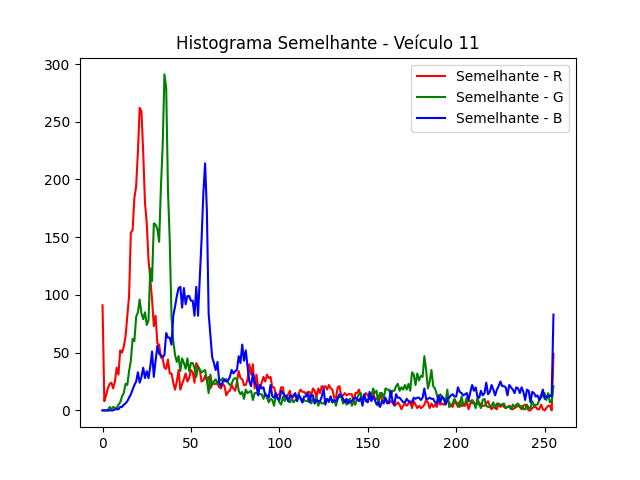 Histograma Semelhante - Veículo 11
Semelhante - R
Semelhante - G
Semelhante - B
300
250
200
150
100
50
0
0 50 100 150 200 250